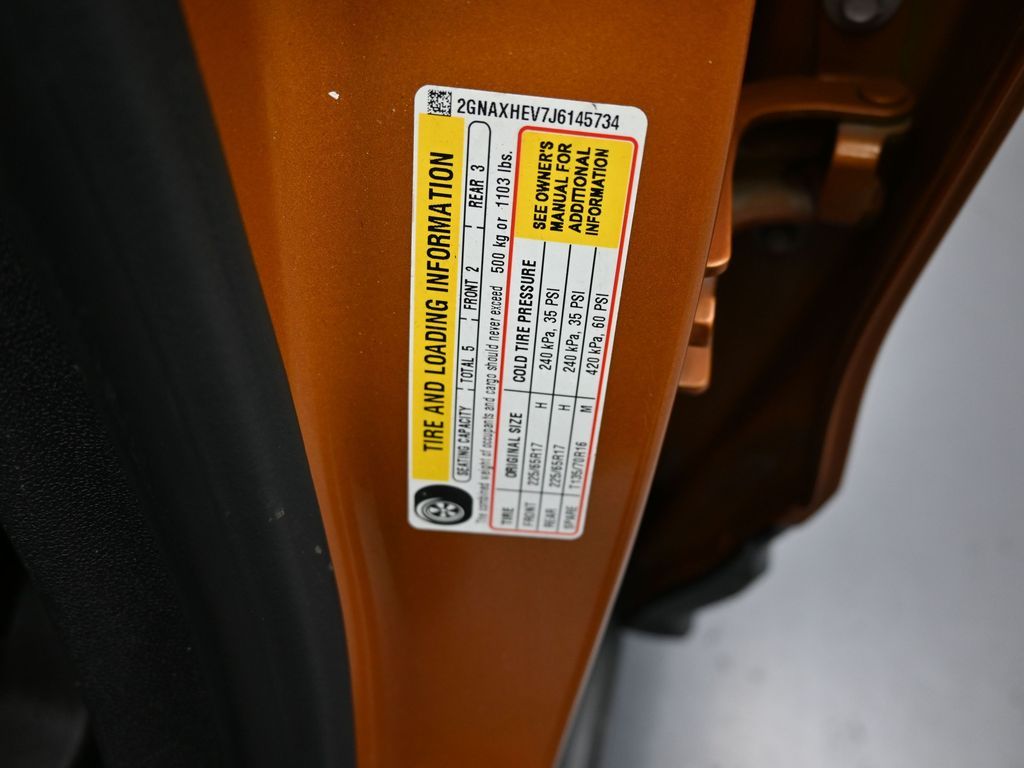 2GNAXHEV7J6145734
TIRE AND LOADING INFORMATION
SEATING CAPACITY TOTAL 5 FRONT 2 REAR 3
The combined weight of occupants and cargo should never exceed 500 kg or 1103 lbs.
TIRE ORIGINAL SIZE COLD TIRE PRESSURE
FRONT 225/65R17 H 240 kPa, 35 PSI
REAR 225/65R17 H 240 kPa, 35 PSI
SPARE T135/70R16 M 420 kPa, 60 PSI
SEE OWNER'S
MANUAL FOR
ADDITIONAL
INFORMATION